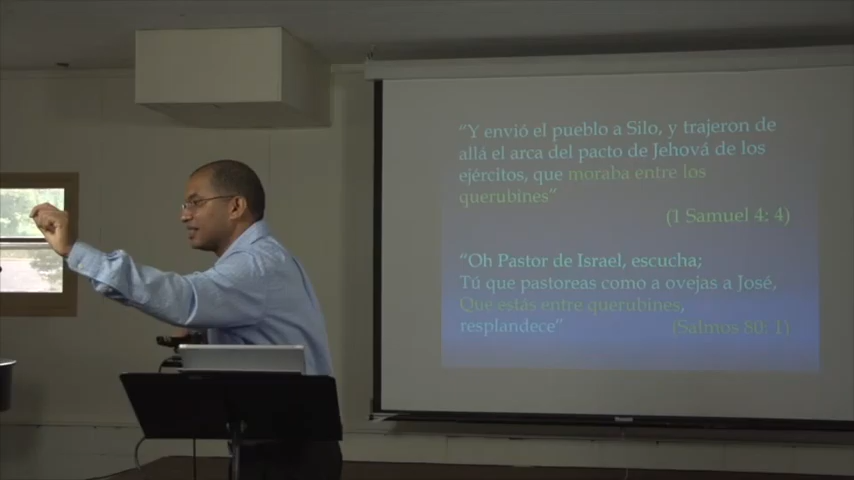 “Y envió el pueblo a Silo, y trajeron de
allá el arca del pacto de Jehová de los
ejércitos, que moraba entre los
querubines“
(1 Samuel 4: 4)
“Oh Pastor de Israel, escucha;
Tú que pastoreas como a ovejas a José,
Que estás entre querubines,
resplandece”
(Salmos 80: 1)